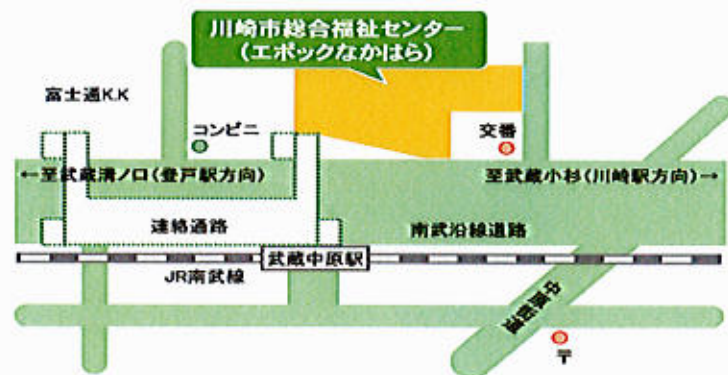 川崎市総合福祉センター
(エポックなかはら)
富士通K.K
コンビニ
交番
←至武蔵溝ノ口(登戸駅方向)
至武蔵小杉(川崎駅方向)→
連絡通路
南武沿線道路
武蔵中原駅
JR南武線
中原街道
〒